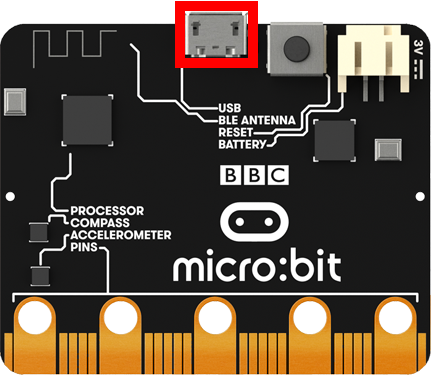 3V
USB
BLE ANTENNA
RESET
BATTERY
BBC
PROCESSOR
COMPASS
ACCELEROMETER
PINS
micro:bit